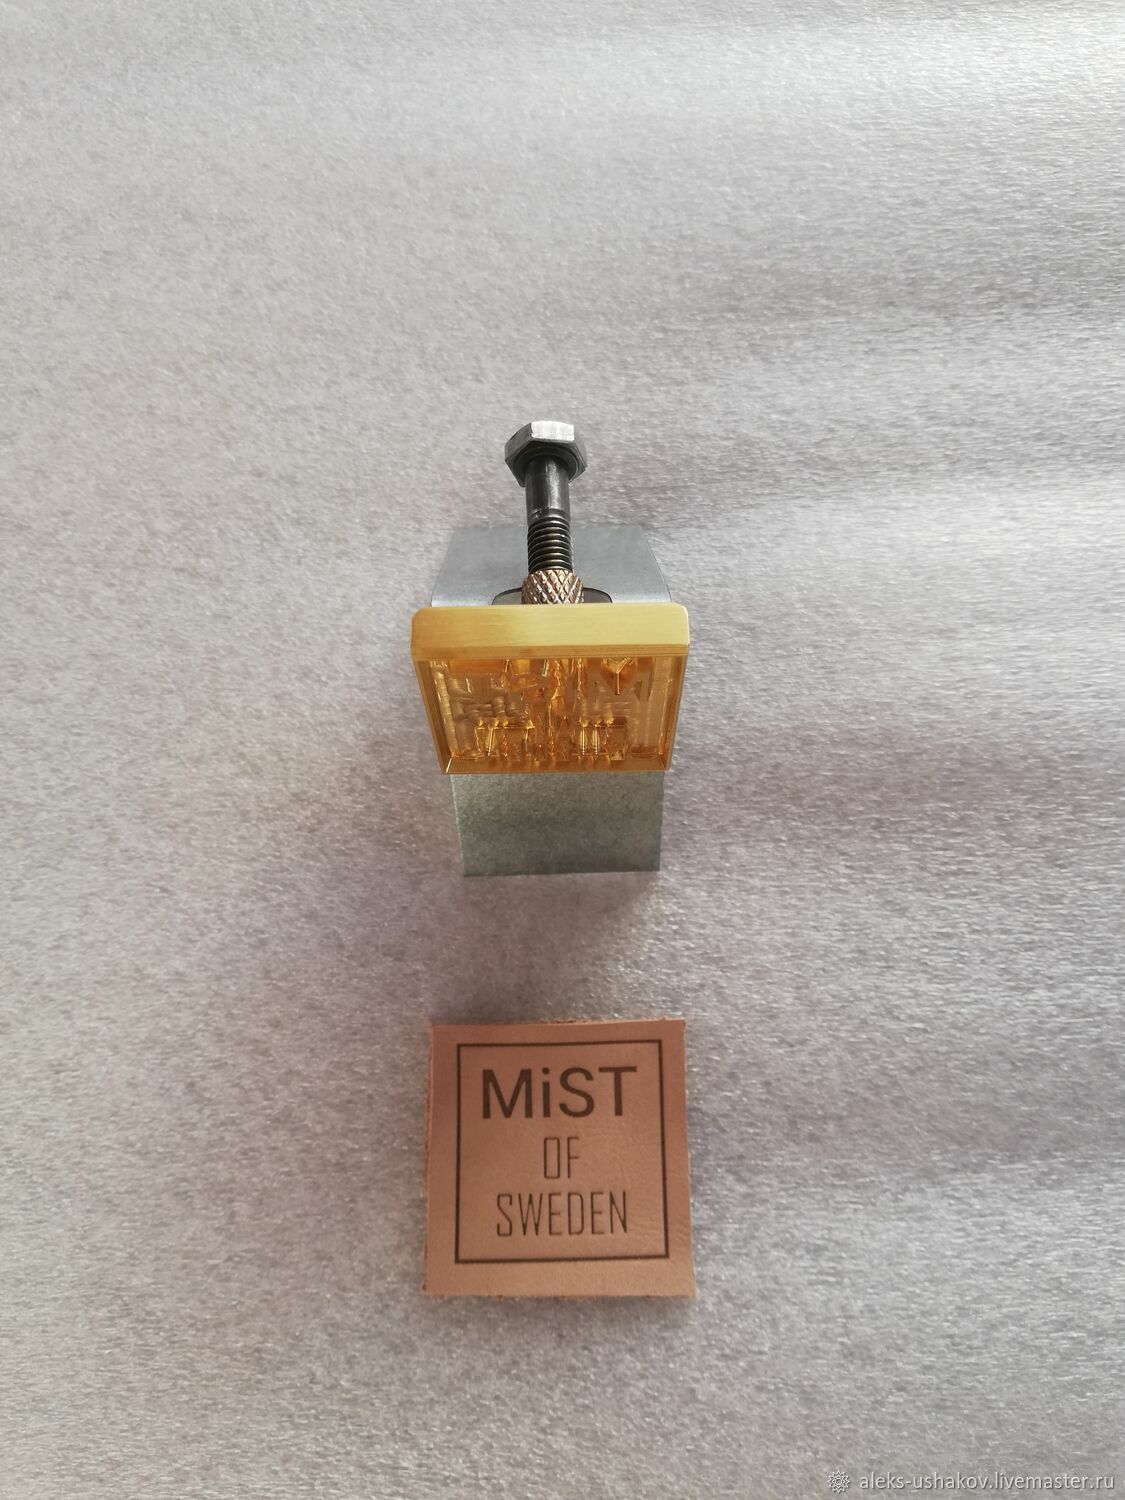 MiST
OF
SWEDEN
aleks-ushakov.livemaster.ru